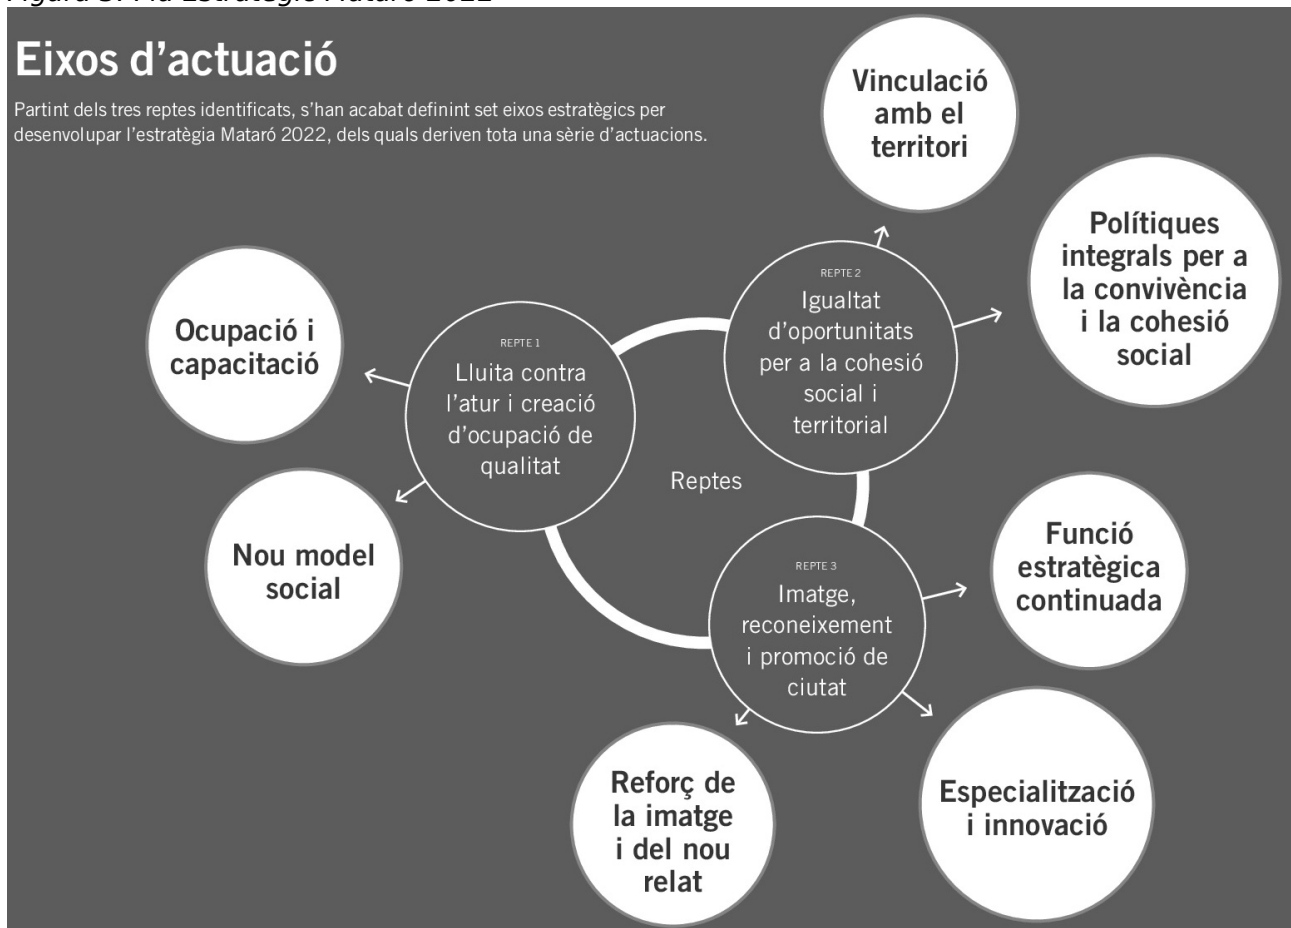 Eixos d'actuació
Partint dels tres reptes identificats, s'han acabat definint set eixos estratègics per
desenvolupar l'estratègia Mataró 2022, dels quals deriven tota una sèrie d'actuacions.
Vinculació
amb el
territori
Polítiques
integrals per a
la convivència
i la cohesió
social
REPTE 2
Igualtat
d'oportunitats
per a la cohesió
social i
territorial
Ocupació i
capacitació
REPTE 1
Lluita contra
l'atur i creació
d'ocupació de
qualitat
Nou model
social
Reptes
Funció
estratègica
continuada
REPTE 3
Imatge,
reconeixement
i promoció de
ciutat
Reforç de
la imatge
i del nou
relat
Especialització
i innovació